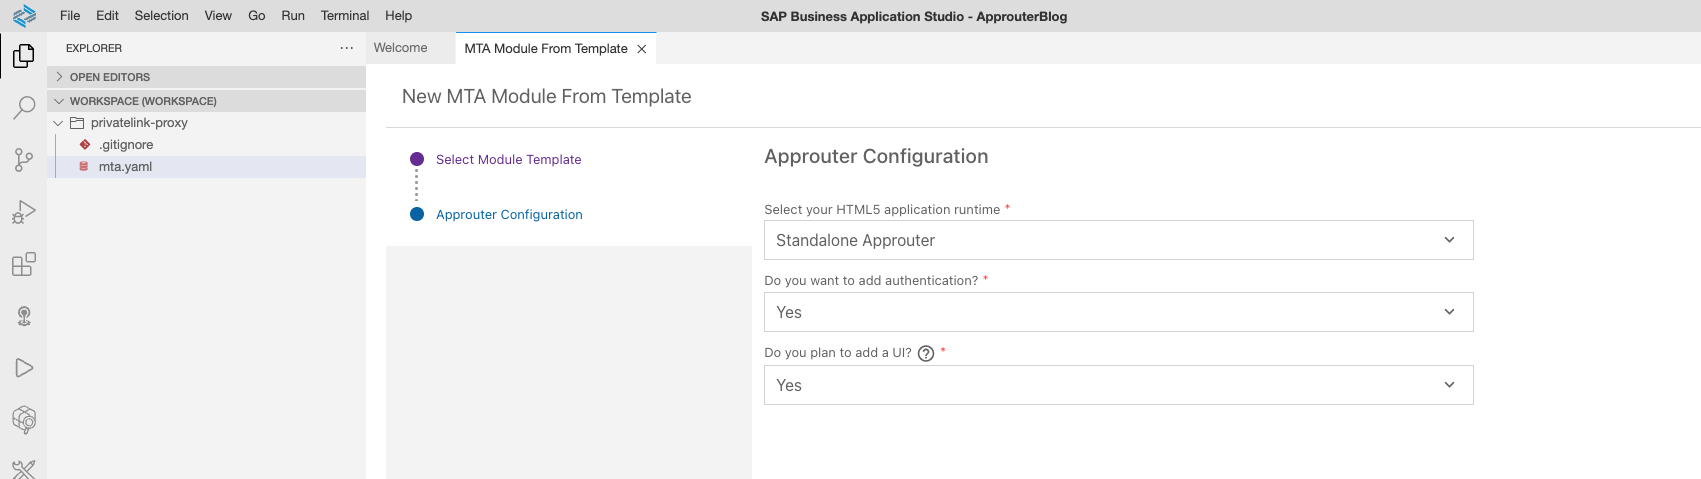 File Edit Selection View Go Run Terminal Help
SAP Business Application Studio - ApprouterBlog
EXPLORER ···
OPEN EDITORS
WORKSPACE (WORKSPACE)
privatelink-proxy
.gitignore
mta.yaml
Welcome
MTA Module From Template
New MTA Module From Template
Select Module Template
Approuter Configuration
Approuter Configuration
Select your HTML5 application runtime *
Standalone Approuter
Do you want to add authentication? *
Yes
Do you plan to add a UI? ? *
Yes